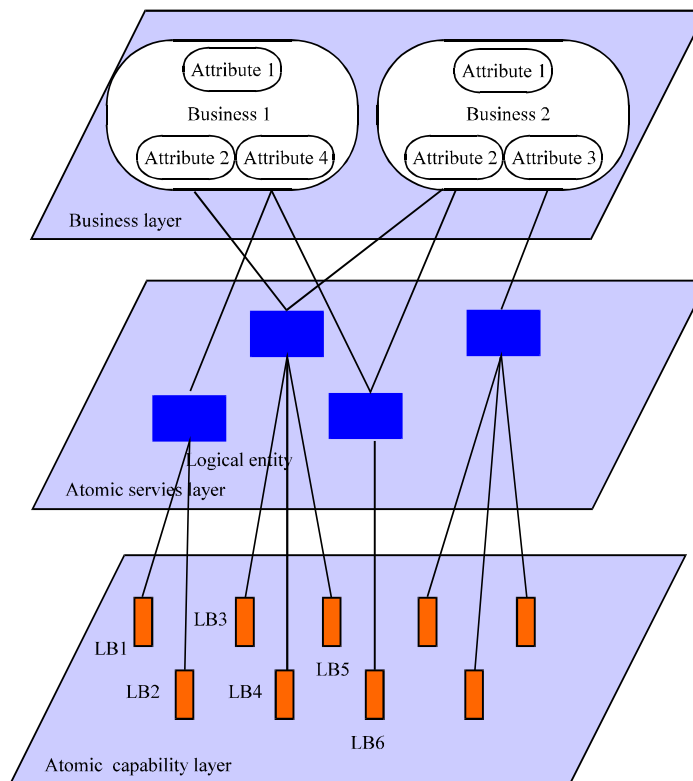 Attribute 1
Attribute 1
Business 1
Business 2
Attribute 2
Attribute 4
Attribute 2
Attribute 3
Business layer
Logical entity
Atomic servies layer
LB3
LB1
LB5
LB2
LB4
LB6
Atomic capability layer